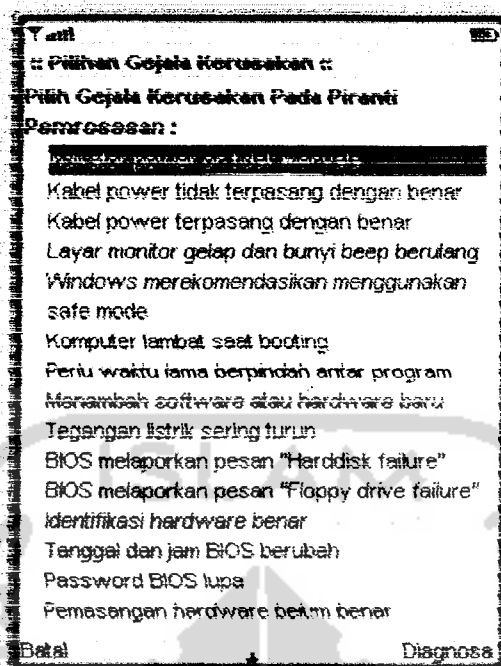 :: Pilihan Gejala Kerusakan ::
Pilih Gejala Kerusakan Pada Piranti
Pemrosesan :
Kabel power tidak terpasang dengan benar
Kabel power terpasang dengan benar
Layar monitor gelap dan bunyi beep berulang
Windows merekomendasikan menggunakan
safe mode
Komputer lambat saat booting
Perlu waktu lama berpindah antar program
Menambah software atau hardware baru
Tegangan listrik sering turun
BIOS melaporkan pesan "Harddisk failure"
BIOS melaporkan pesan "Floppy drive failure"
Identifikasi hardware benar
Tanggal dan jam BIOS berubah
Password BIOS lupa
Pemasangan hardware belum benar
Batal Diagnosa
ISLAM